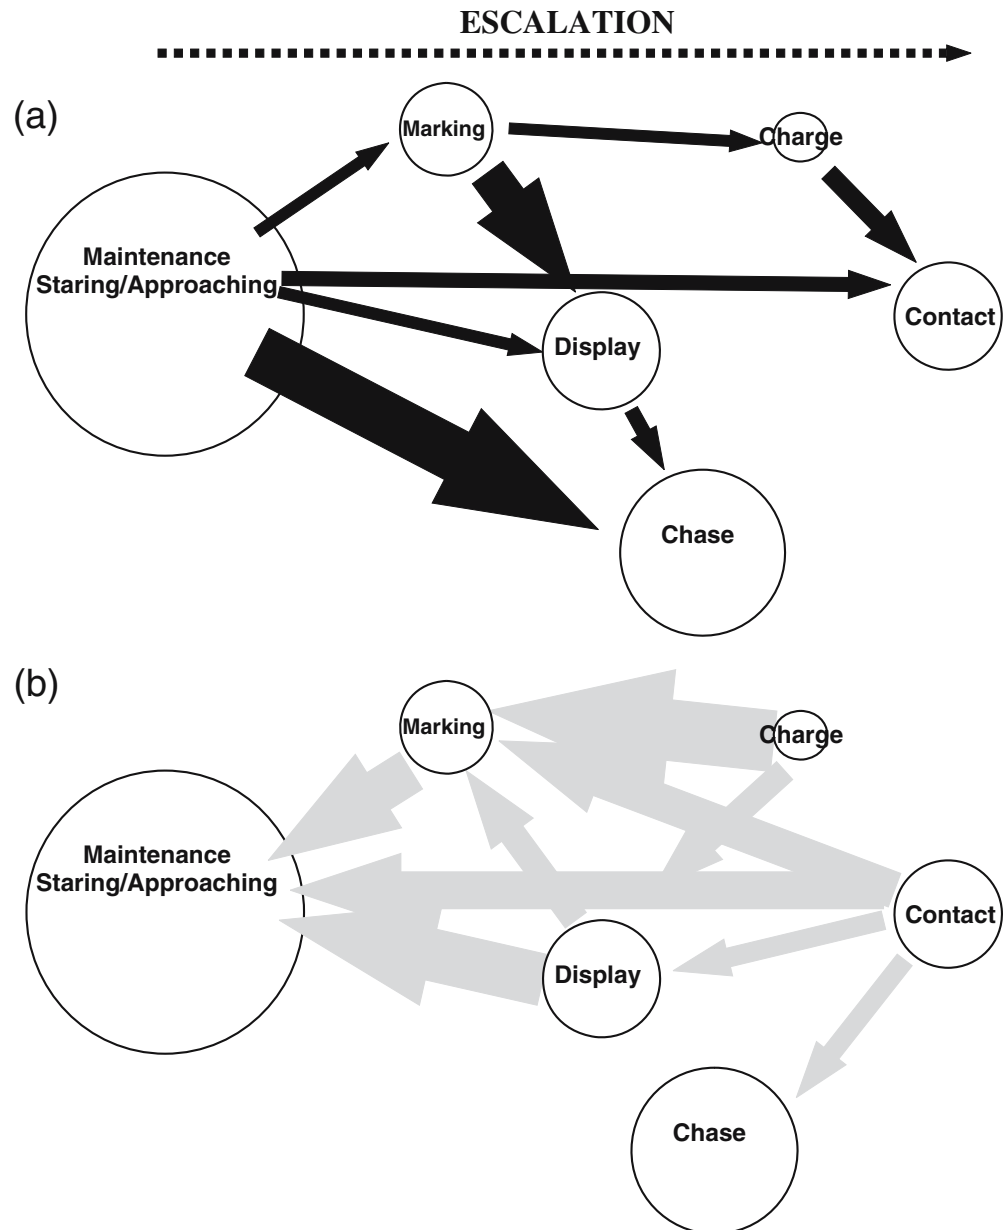 ESCALATION
(a)
Marking
Charge
Maintenance
Staring/Approaching
Contact
Display
Chase
(b)
Marking
Charge
Maintenance
Staring/Approaching
Contact
Display
Chase